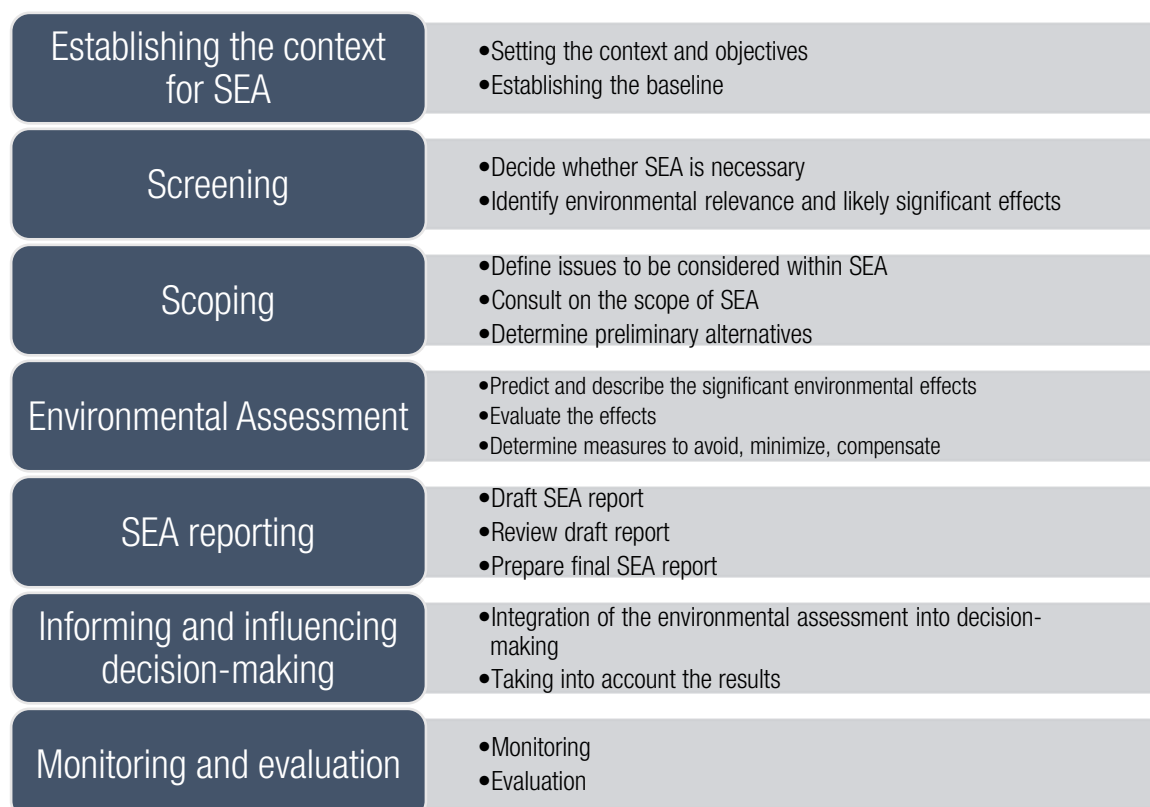 Establishing the context
for SEA
•Setting the context and objectives
•Establishing the baseline
Screening
•Decide whether SEA is necessary
•Identify environmental relevance and likely significant effects
Scoping
•Define issues to be considered within SEA
•Consult on the scope of SEA
•Determine preliminary alternatives
Environmental Assessment
•Predict and describe the significant environmental effects
•Evaluate the effects
•Determine measures to avoid, minimize, compensate
SEA reporting
•Draft SEA report
•Review draft report
•Prepare final SEA report
Informing and influencing
decision-making
•Integration of the environmental assessment into decision-
making
•Taking into account the results
Monitoring and evaluation
•Monitoring
•Evaluation